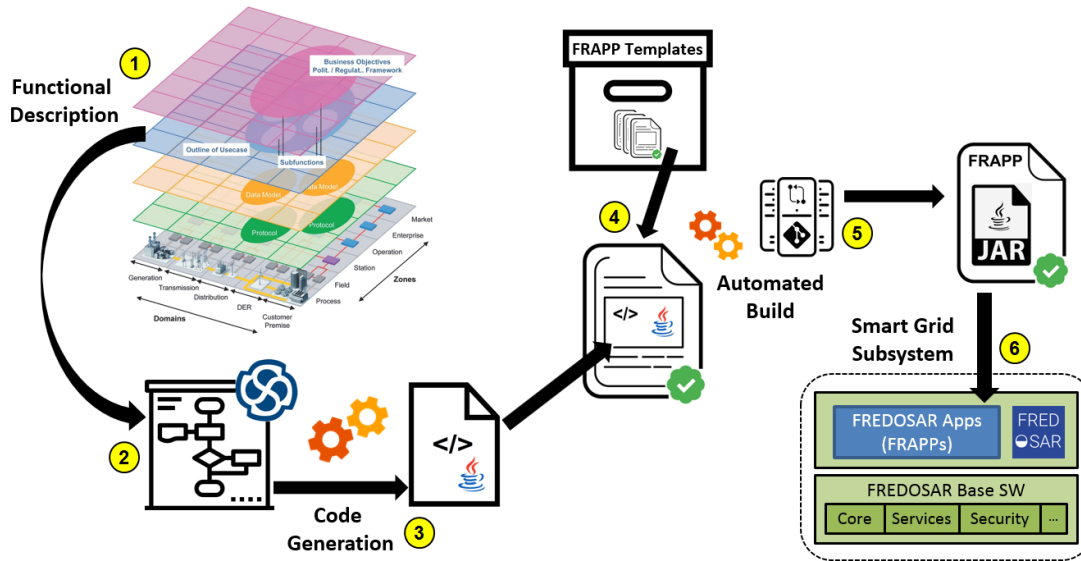 1
Functional
Description
Business Objectives
Polit. / Regulat.. Framework
Outline of Usecase
Subfunctions
Data Model
Data Model
Protocol
Protocol
Market
Enterprise
Operation
Station
Field
Process
Zones
Generation
Transmission
Distribution
DER
Customer
Premise
Domains
2
</>
Code
Generation
3
FRAPP Templates
4
</>
Automated
Build
5
FRAPP
JAR
Smart Grid
Subsystem
6
FREDOSAR Apps
(FRAPPs)
FRED
SAR
FREDOSAR Base SW
Core Services Security ...